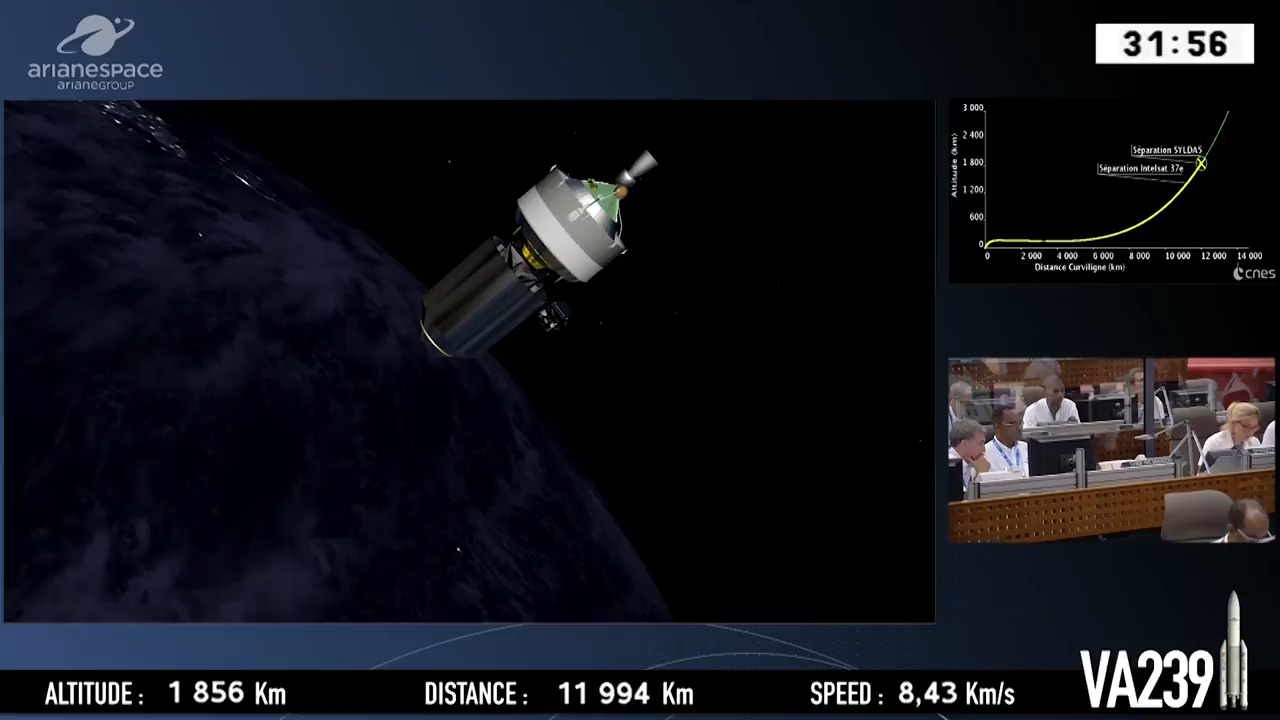 arianespace
arianeGROUP
31:56
3 000
2 400
1 800
1 200
600
0
Altitude (km)
Séparation SYLDA5
Séparation Intelsat 37e
0 2 000 4 000 6 000 8 000 10 000 12 000 14 000
Distance Curviligne (km)
cnes
VA239
ALTITUDE : 1 856 Km DISTANCE : 11 994 Km SPEED : 8,43 Km/s